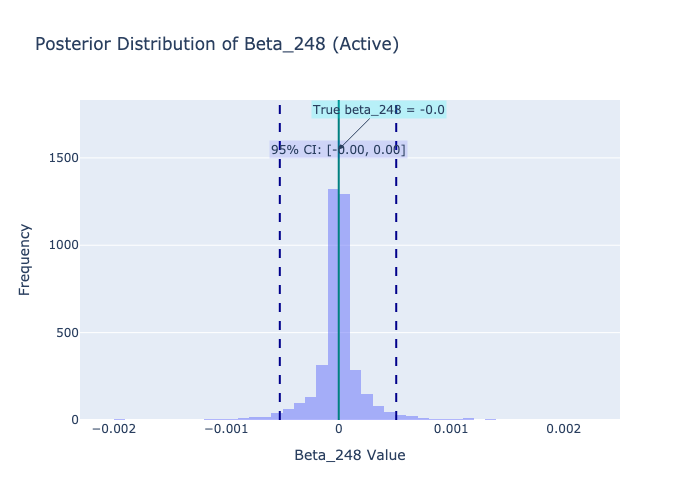 Posterior Distribution of Beta_248 (Active)
True beta_248 = -0.0
95% CI: [-0.00, 0.00]
1500
1000
500
0
Frequency
−0.002
−0.001
0
0.001
0.002
Beta_248 Value